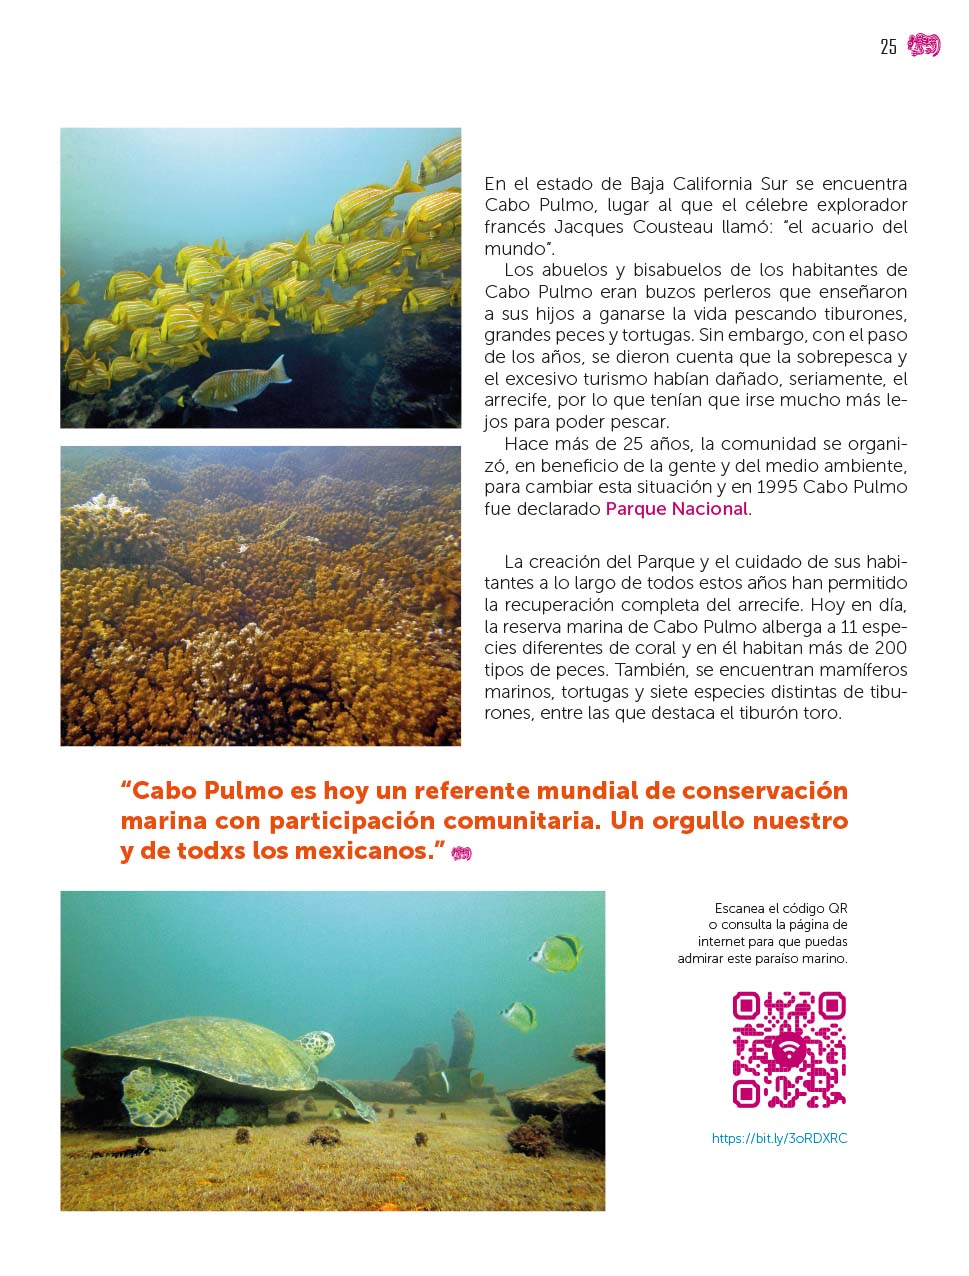 25
En el estado de Baja California Sur se encuentra
Cabo Pulmo, lugar al que el célebre explorador
francés Jacques Cousteau llamó: “el acuario del
mundo”.
Los abuelos y bisabuelos de los habitantes de
Cabo Pulmo eran buzos perleros que enseñaron
a sus hijos a ganarse la vida pescando tiburones,
grandes peces y tortugas. Sin embargo, con el paso
de los años, se dieron cuenta que la sobrepesca y
el excesivo turismo habían dañado, seriamente, el
arrecife, por lo que tenían que irse mucho más le-
jos para poder pescar.
Hace más de 25 años, la comunidad se organi-
zó, en beneficio de la gente y del medio ambiente,
para cambiar esta situación y en 1995 Cabo Pulmo
fue declarado Parque Nacional.
La creación del Parque y el cuidado de sus habi-
tantes a lo largo de todos estos años han permitido
la recuperación completa del arrecife. Hoy en día,
la reserva marina de Cabo Pulmo alberga a 11 espe-
cies diferentes de coral y en él habitan más de 200
tipos de peces. También, se encuentran mamíferos
marinos, tortugas y siete especies distintas de tibu-
rones, entre las que destaca el tiburón toro.
“Cabo Pulmo es hoy un referente mundial de conservación
marina con participación comunitaria. Un orgullo nuestro
y de todxs los mexicanos.”
Escanea el código QR
o consulta la página de
internet para que puedas
admirar este paraíso marino.
https://bit.ly/3oRDXRC